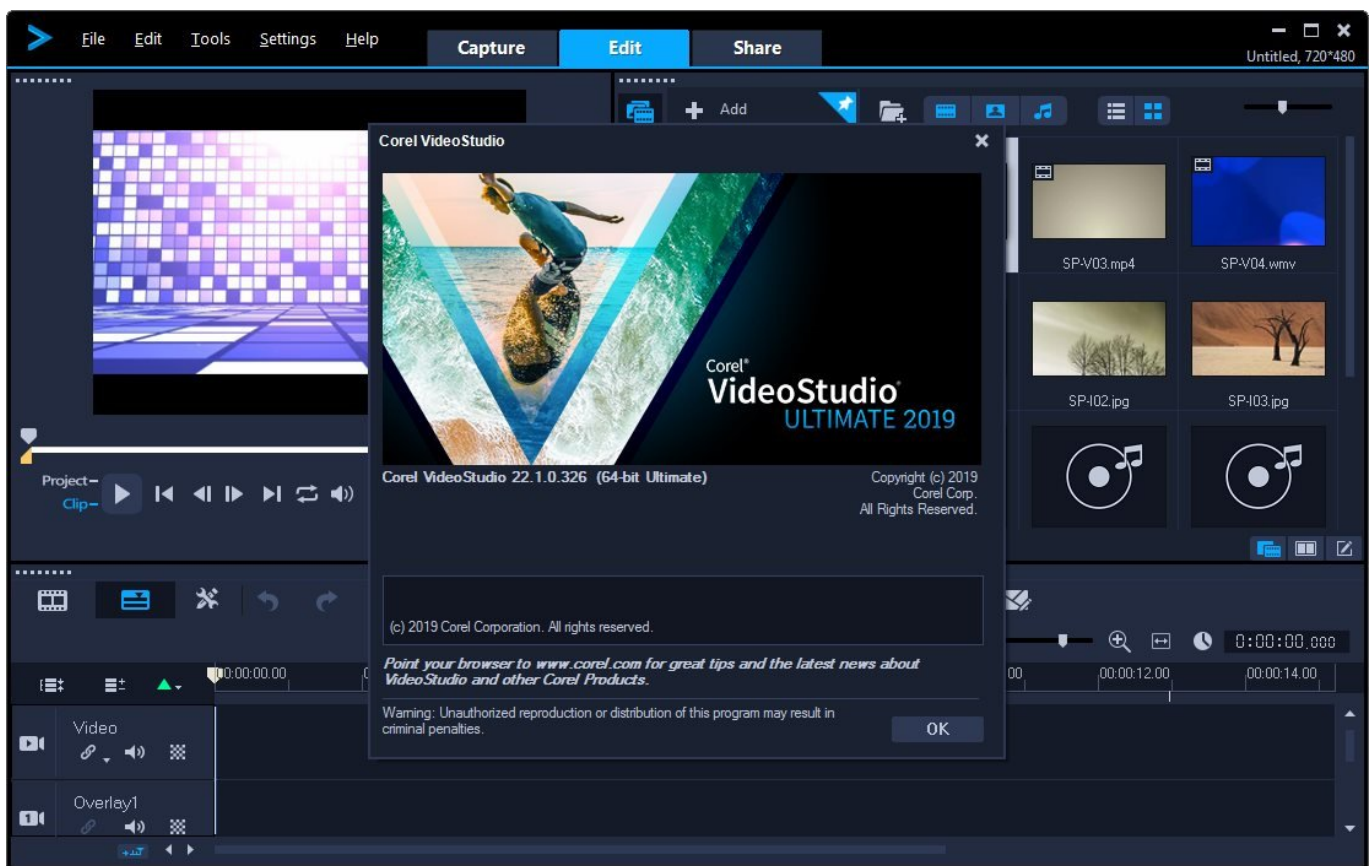 File Edit Tools Settings Help
Capture Edit Share
Untitled, 720*480
Add
Corel VideoStudio
SP-V03.mp4
SP-V04.wmv
Corel®
VideoStudio
ULTIMATE 2019
SP-I02.jpg
SP-I03.jpg
Corel VideoStudio 22.1.0.326 (64-bit Ultimate)
Copyright (c) 2019
Corel Corp.
All Rights Reserved.
Project
Clip
(c) 2019 Corel Corporation. All rights reserved.
0:00:00.000
Point your browser to www.corel.com for great tips and the latest news about
VideoStudio and other Corel Products.
00:00:00.00
00
00:00:12.00
00:00:14.00
Warning: Unauthorized reproduction or distribution of this program may result in
criminal penalties.
OK
Video
Overlay1
1